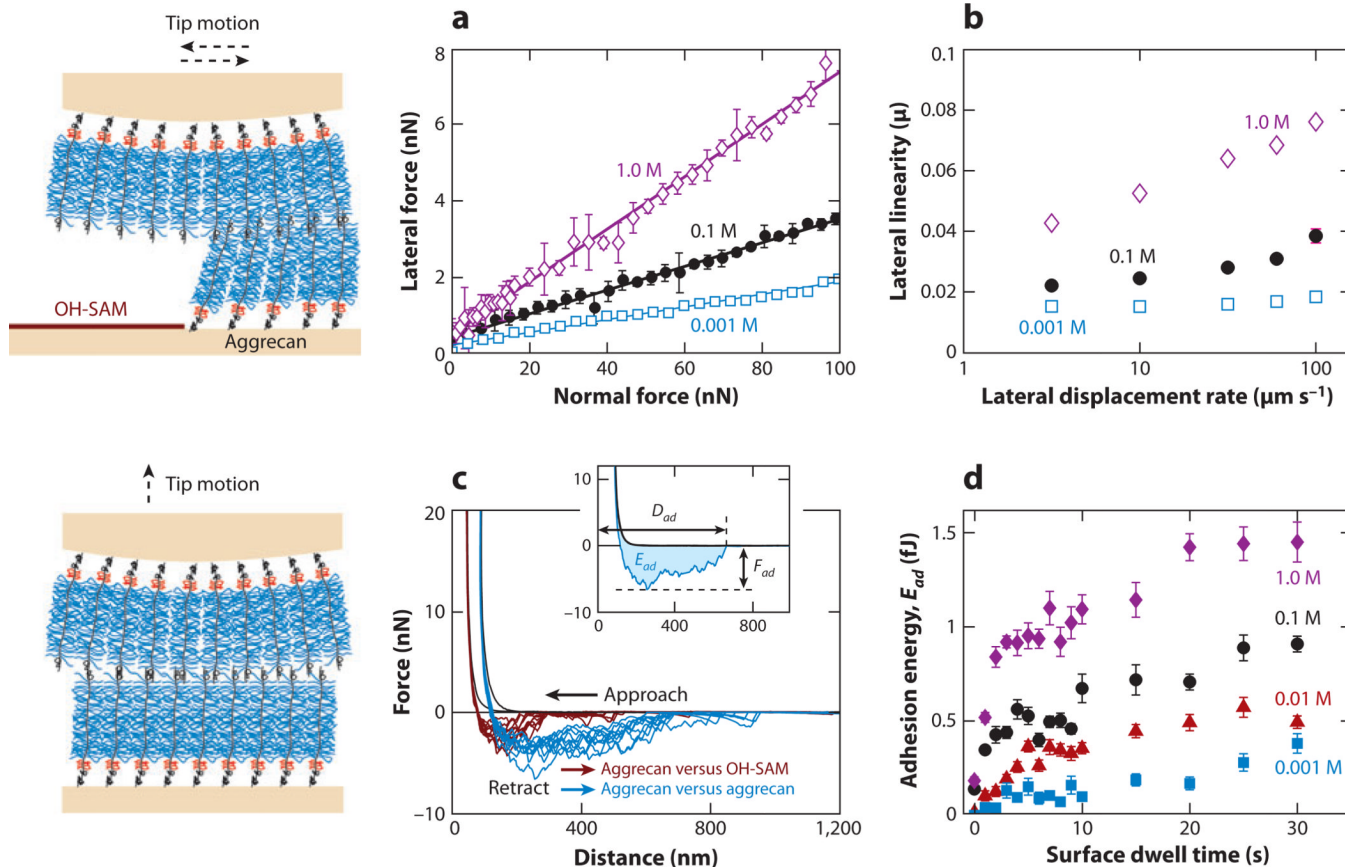 Tip motion
OH-SAM
Aggrecan
a
Lateral force (nN)
8
6
4
2
0
1.0 M
0.1 M
0.001 M
0
20
40
60
80
100
Normal force (nN)
b
Lateral linearity (μ)
0.1
0.08
0.06
0.04
0.02
0
1.0 M
0.1 M
0.001 M
1
10
100
Lateral displacement rate (μm s⁻¹)
Tip motion
c
Force (nN)
20
10
0
−10
10
0
−10
D_ad
E_ad
F_ad
0
400
800
Approach
Retract
Aggrecan versus OH-SAM
Aggrecan versus aggrecan
0
400
800
1,200
Distance (nm)
d
Adhesion energy, E_ad (fJ)
1.5
1
0.5
0
1.0 M
0.1 M
0.01 M
0.001 M
0
10
20
30
Surface dwell time (s)